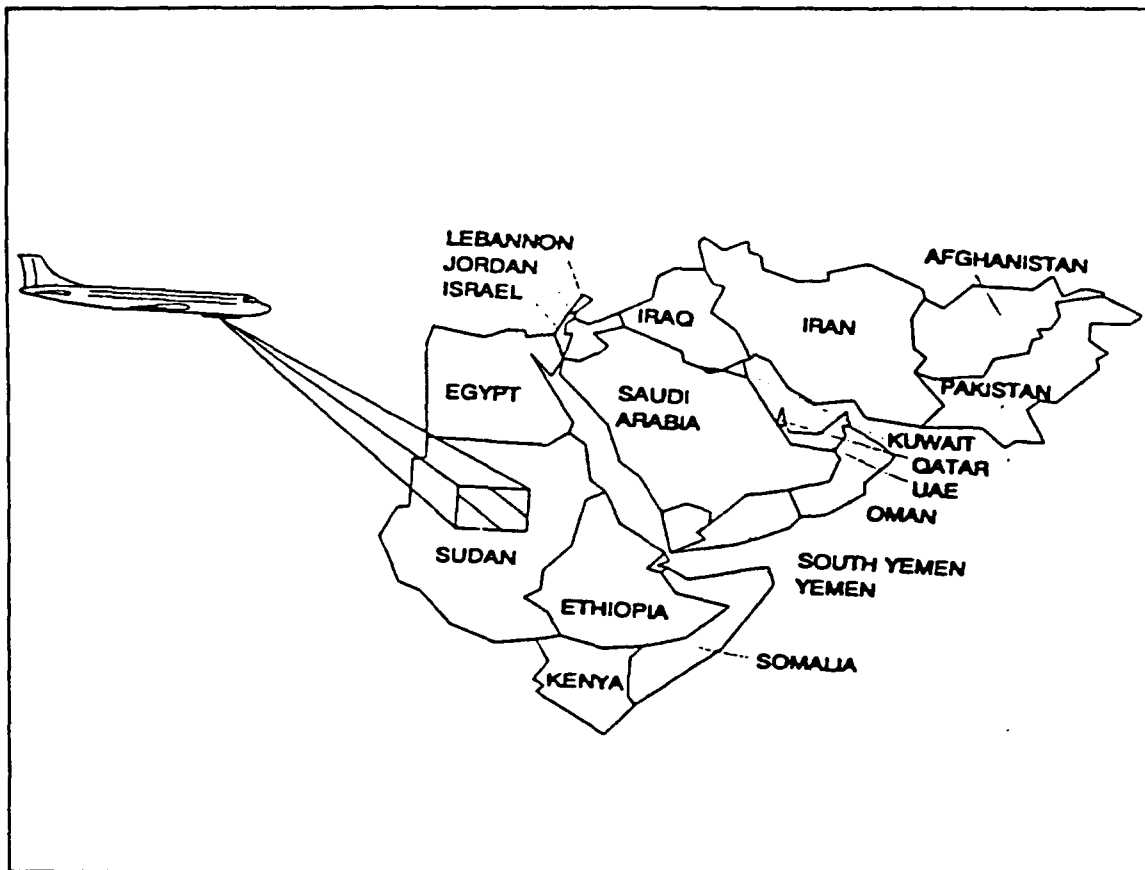 LEBANNON
JORDAN
ISRAEL
AFGHANISTAN
IRAQ
IRAN
EGYPT
SAUDI
ARABIA
PAKISTAN
KUWAIT
QATAR
UAE
OMAN
SUDAN
SOUTH YEMEN
YEMEN
ETHIOPIA
SOMALIA
KENYA